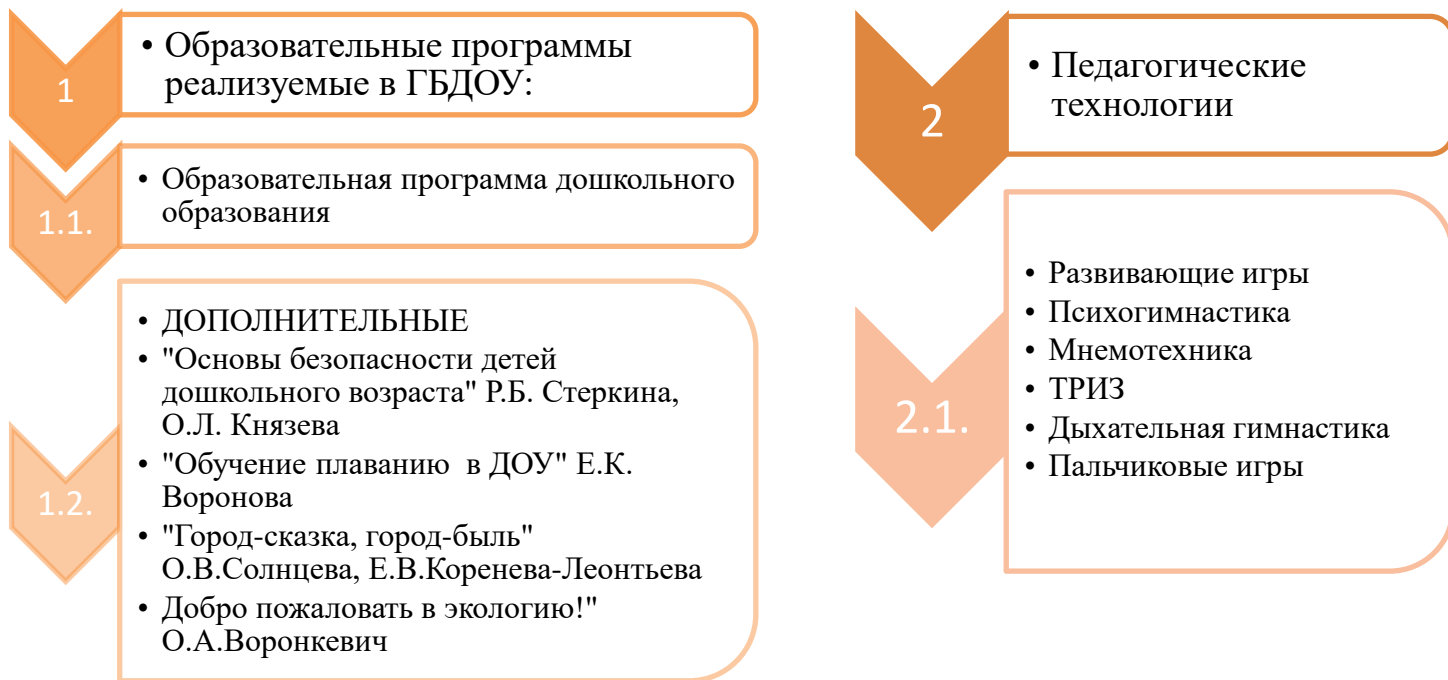 1
• Образовательные программы
реализуемые в ГБДОУ:
1.1.
• Образовательная программа дошкольного
образования
1.2.
• ДОПОЛНИТЕЛЬНЫЕ
• "Основы безопасности детей
дошкольного возраста" Р.Б. Стеркина,
О.Л. Князева
• "Обучение плаванию  в ДОУ" Е.К.
Воронова
• "Город-сказка, город-быль"
О.В.Солнцева, Е.В.Коренева-Леонтьева
• Добро пожаловать в экологию!"
О.А.Воронкевич
2
• Педагогические
технологии
2.1.
• Развивающие игры
• Психогимнастика
• Мнемотехника
• ТРИЗ
• Дыхательная гимнастика
• Пальчиковые игры